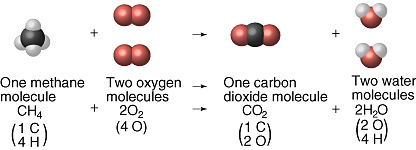 + → +
One methane Two oxygen One carbon Two water
molecule molecules dioxide molecule molecules
CH₄ + 2O₂ → CO₂ + 2H₂O
(1 C (4 O) (1 C (2 O
4 H) 2 O) 4 H)